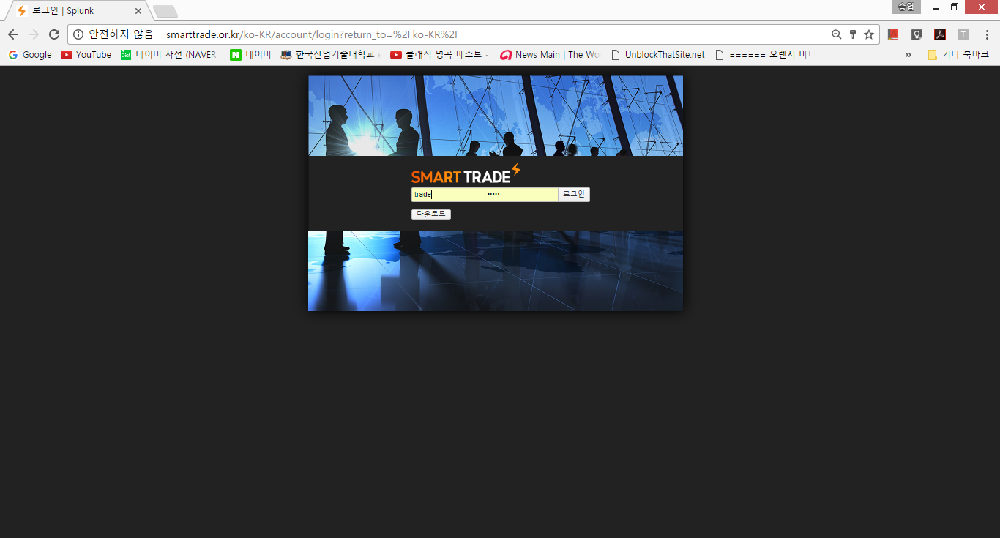 로그인 | Splunk
승엽
안전하지 않음 smarttrade.or.kr/ko-KR/account/login?return_to=%2Fko-KR%2F
Google YouTube Dict 네이버 사전 (NAVER N 네이버 한국산업기술대학교 클래식 명곡 베스트 - News Main | The Wo UnblockThatSite.net ====== 오렌지 미디 » 기타 북마크
SMART TRADE
trade ••••• 로그인
다운로드